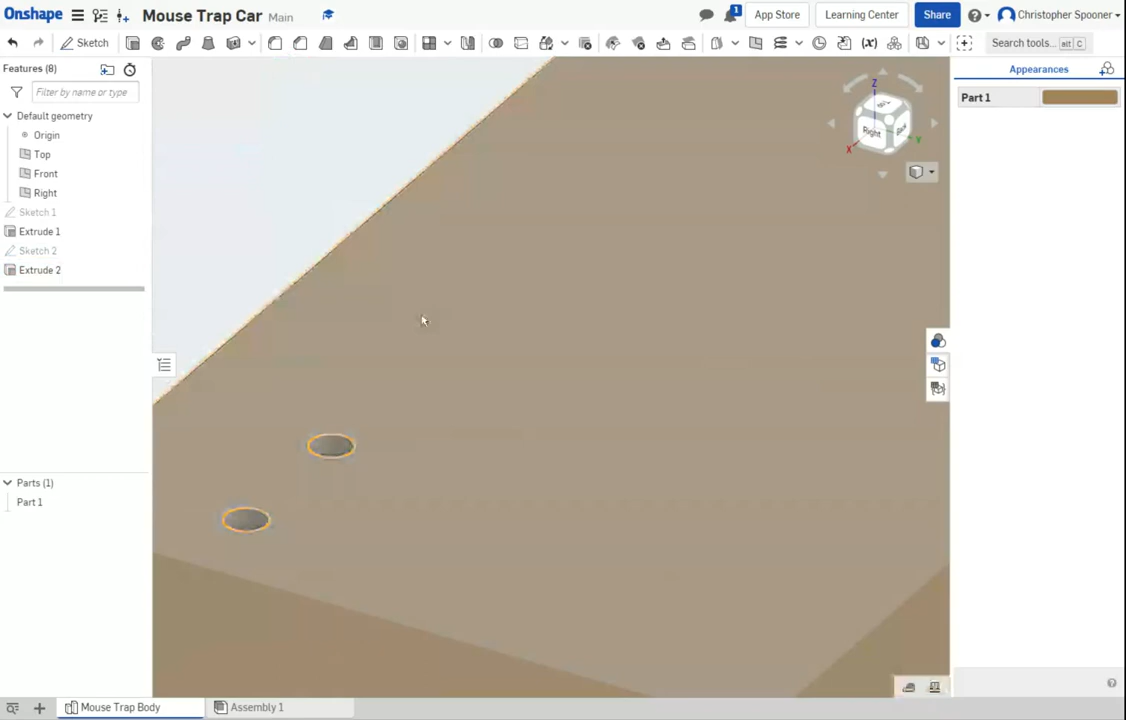 Onshape Mouse Trap Car Main
1 App Store Learning Center Share Christopher Spooner
Sketch Search tools... alt C
Features (8)
Filter by name or type
Default geometry
Origin
Top
Front
Right
Sketch 1
Extrude 1
Sketch 2
Extrude 2
Parts (1)
Part 1
Z
Right
X
Y
Appearances
Part 1
Mouse Trap Body Assembly 1